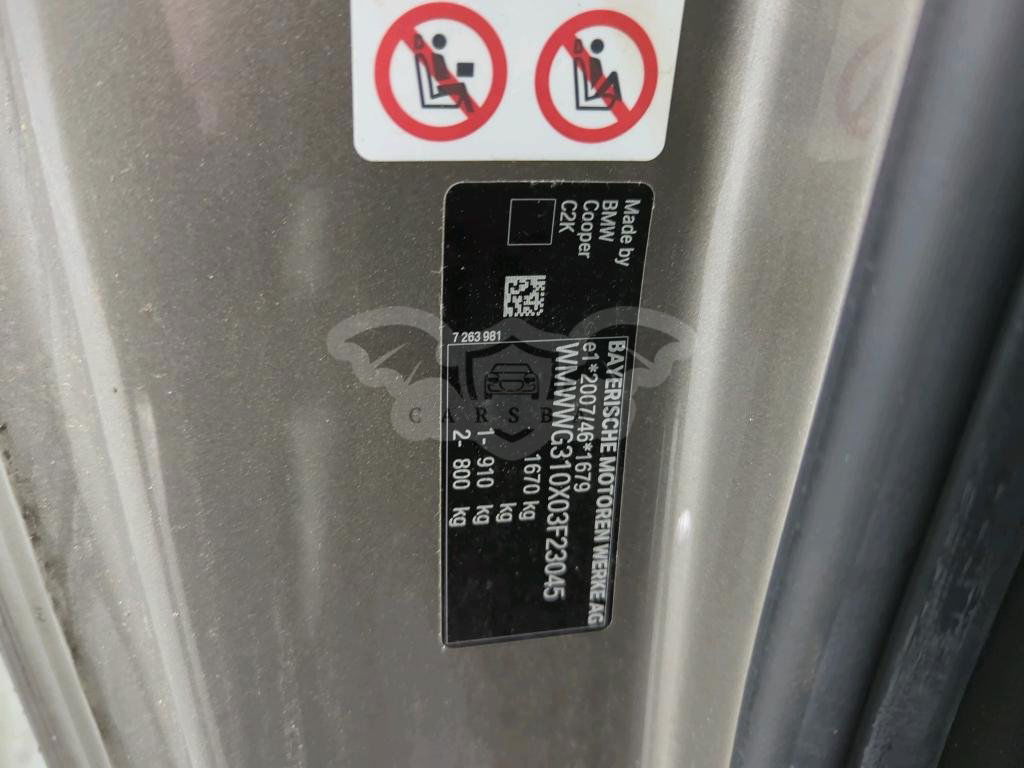 Made by
BMW
Cooper
C2K
7 263 981
BAYERISCHE MOTOREN WERKE AG
e1*2007/46*1679
WMWWG310X03F23045
1670 kg
kg
1- 910 kg
2- 800 kg